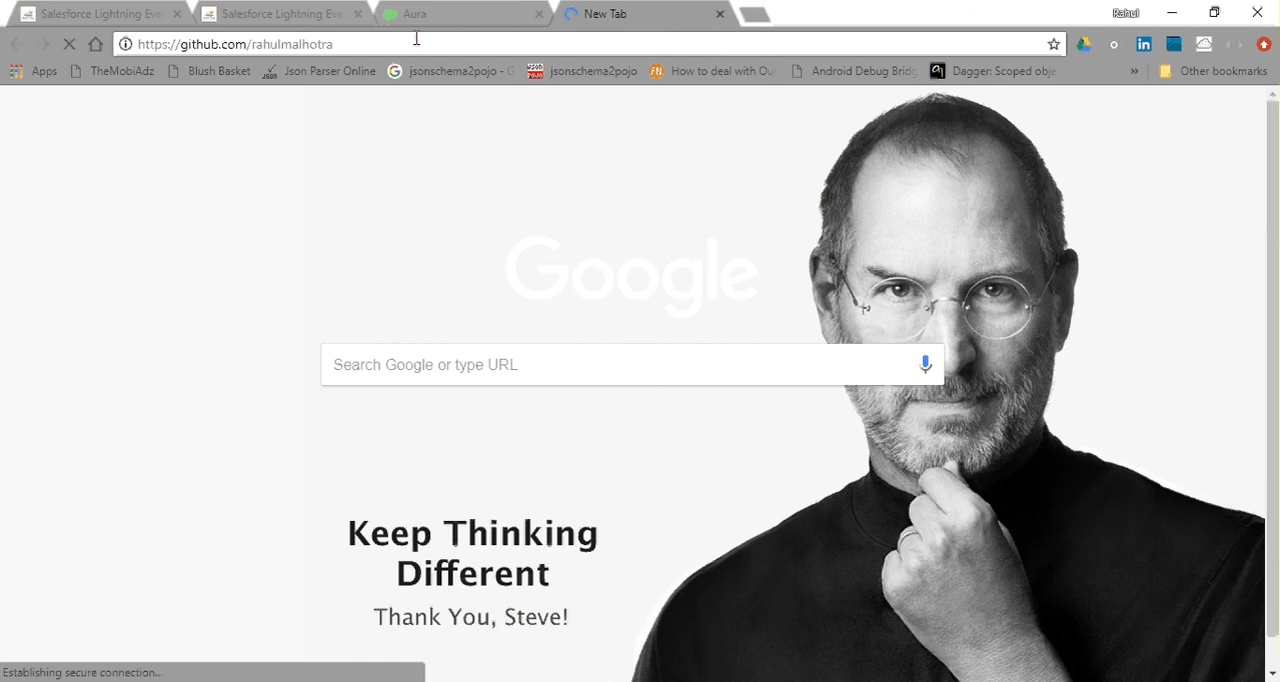 Salesforce Lightning Eve
Salesforce Lightning Eve
Aura
New Tab
Rahul
https://github.com/rahulmalhotra
Apps
TheMobiAdz
Blush Basket
Json Parser Online
jsonschema2pojo - G
jsonschema2pojo
How to deal with Out
Android Debug Bridg
Dagger: Scoped obje
»
Other bookmarks
Google
Search Google or type URL
Keep Thinking
Different
Thank You, Steve!
Establishing secure connection...